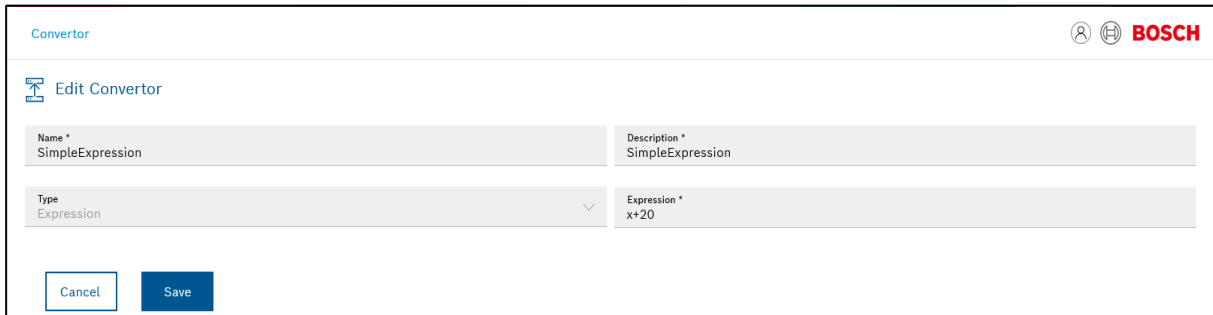 Convertor
BOSCH
Edit Convertor
Name *
SimpleExpression
Description *
SimpleExpression
Type
Expression
Expression *
x+20
Cancel
Save